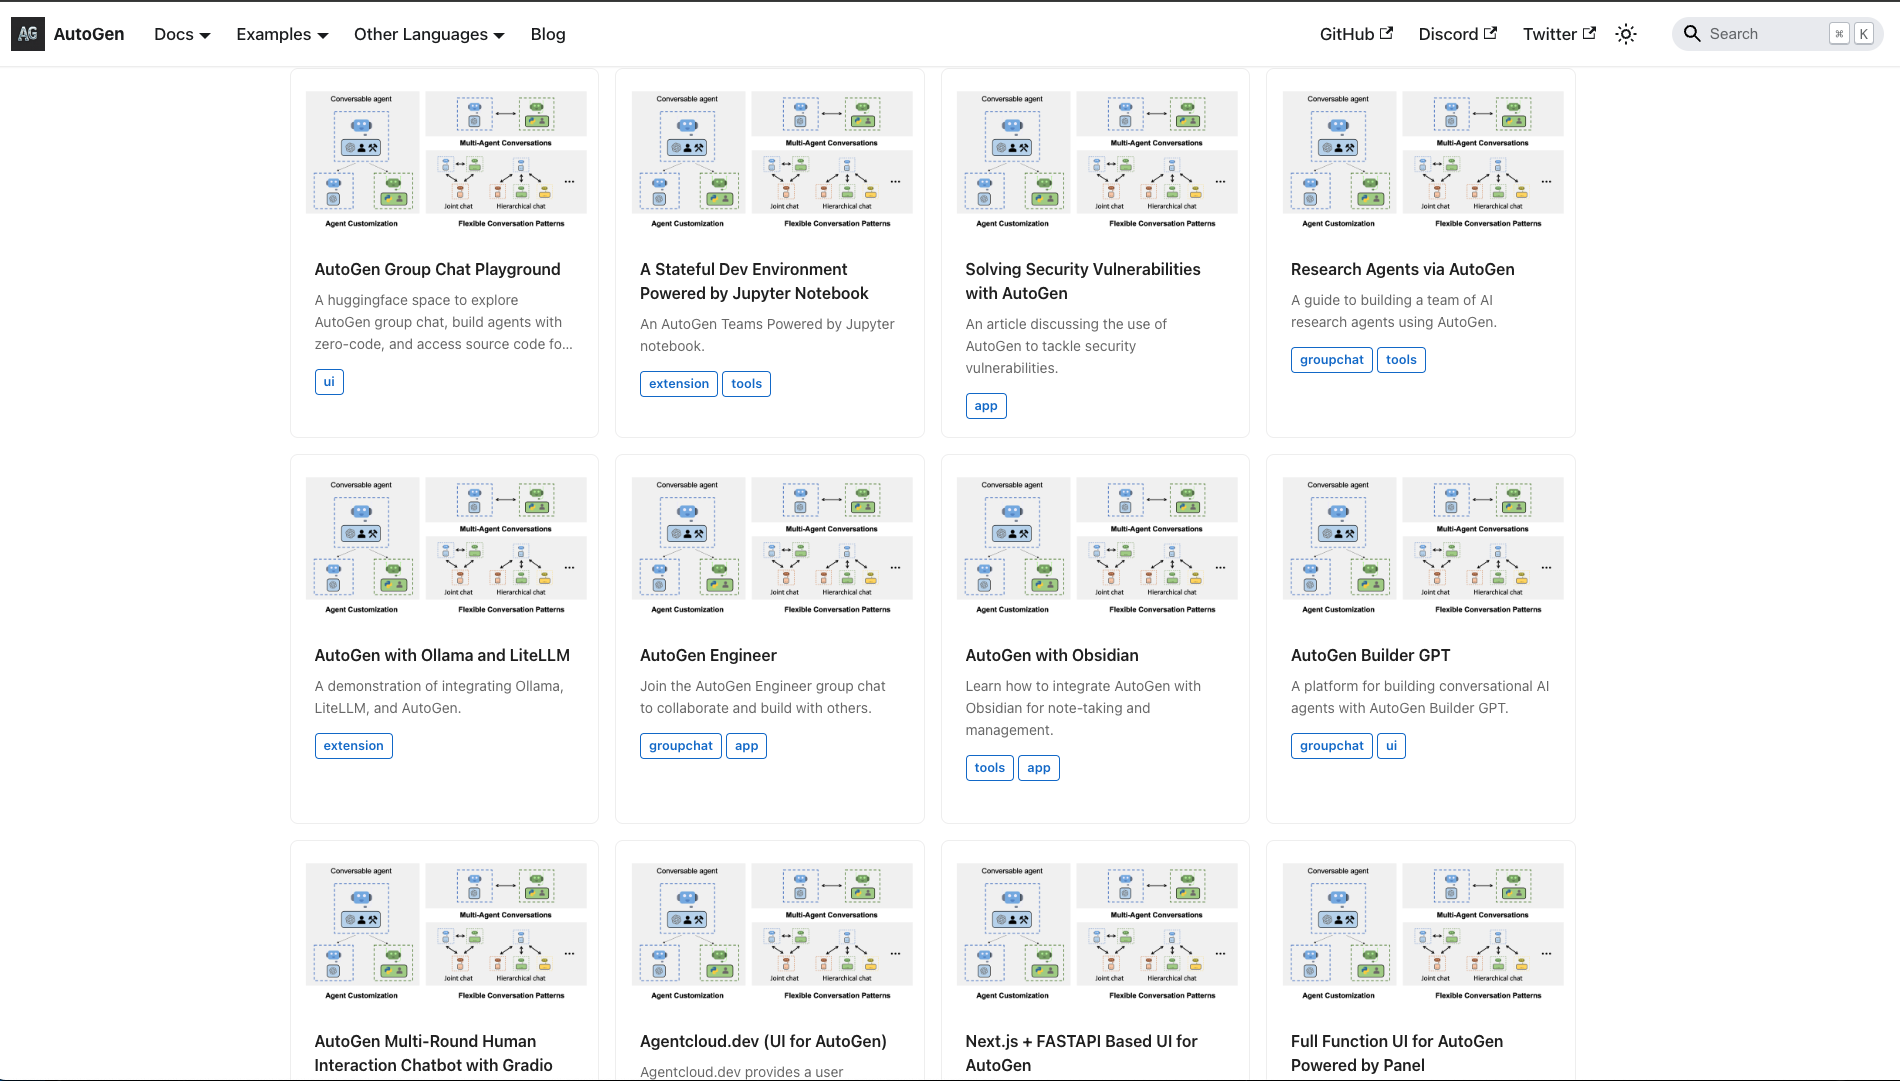 AG AutoGen Docs Examples Other Languages Blog GitHub Discord Twitter Search ⌘ K
Conversable agent
Multi-Agent Conversations
Joint chat Hierarchical chat
...
Agent Customization Flexible Conversation Patterns
AutoGen Group Chat Playground
A huggingface space to explore
AutoGen group chat, build agents with
zero-code, and access source code fo...
ui
Conversable agent
Multi-Agent Conversations
Joint chat Hierarchical chat
...
Agent Customization Flexible Conversation Patterns
A Stateful Dev Environment
Powered by Jupyter Notebook
An AutoGen Teams Powered by Jupyter
notebook.
extension tools
Conversable agent
Multi-Agent Conversations
Joint chat Hierarchical chat
...
Agent Customization Flexible Conversation Patterns
Solving Security Vulnerabilities
with AutoGen
An article discussing the use of
AutoGen to tackle security
vulnerabilities.
app
Conversable agent
Multi-Agent Conversations
Joint chat Hierarchical chat
...
Agent Customization Flexible Conversation Patterns
Research Agents via AutoGen
A guide to building a team of AI
research agents using AutoGen.
groupchat tools
Conversable agent
Multi-Agent Conversations
Joint chat Hierarchical chat
...
Agent Customization Flexible Conversation Patterns
AutoGen with Ollama and LiteLLM
A demonstration of integrating Ollama,
LiteLLM, and AutoGen.
extension
Conversable agent
Multi-Agent Conversations
Joint chat Hierarchical chat
...
Agent Customization Flexible Conversation Patterns
AutoGen Engineer
Join the AutoGen Engineer group chat
to collaborate and build with others.
groupchat app
Conversable agent
Multi-Agent Conversations
Joint chat Hierarchical chat
...
Agent Customization Flexible Conversation Patterns
AutoGen with Obsidian
Learn how to integrate AutoGen with
Obsidian for note-taking and
management.
tools app
Conversable agent
Multi-Agent Conversations
Joint chat Hierarchical chat
...
Agent Customization Flexible Conversation Patterns
AutoGen Builder GPT
A platform for building conversational AI
agents with AutoGen Builder GPT.
groupchat ui
Conversable agent
Multi-Agent Conversations
Joint chat Hierarchical chat
...
Agent Customization Flexible Conversation Patterns
AutoGen Multi-Round Human
Interaction Chatbot with Gradio
Conversable agent
Multi-Agent Conversations
Joint chat Hierarchical chat
...
Agent Customization Flexible Conversation Patterns
Agentcloud.dev (UI for AutoGen)
Agentcloud.dev provides a user
Conversable agent
Multi-Agent Conversations
Joint chat Hierarchical chat
...
Agent Customization Flexible Conversation Patterns
Next.js + FASTAPI Based UI for
AutoGen
Conversable agent
Multi-Agent Conversations
Joint chat Hierarchical chat
...
Agent Customization Flexible Conversation Patterns
Full Function UI for AutoGen
Powered by Panel